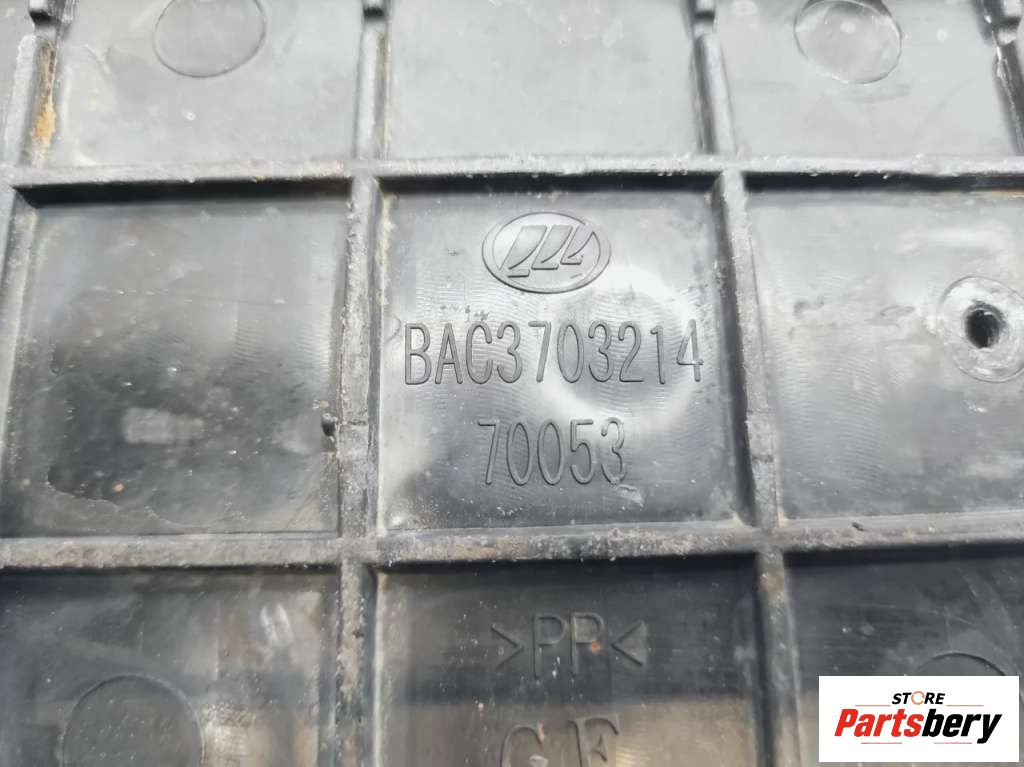 BAC3703214
70053
>PP<
STORE
Partsbery